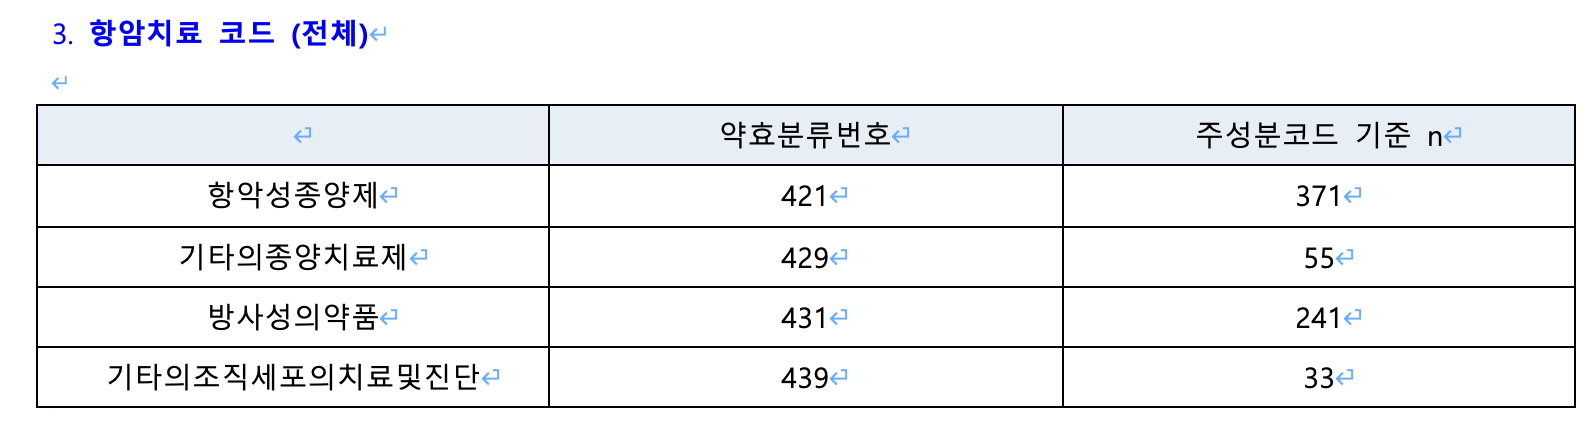 3. 항암치료 코드 (전체)
약효분류번호 주성분코드 기준 n
항악성종양제 421 371
기타의종양치료제 429 55
방사성의약품 431 241
기타의조직세포의치료및진단 439 33